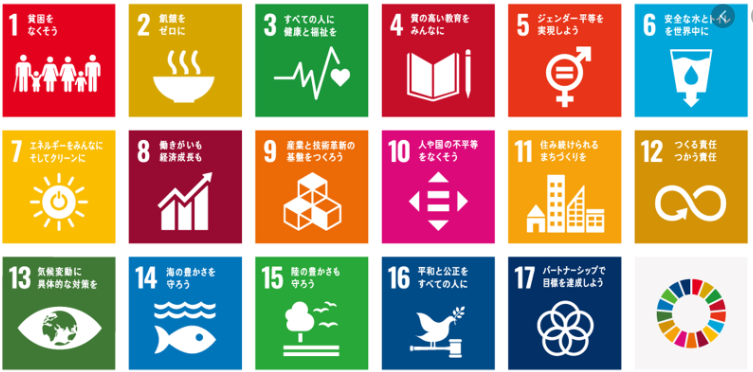 1 貧困を
なくそう
2 飢餓を
ゼロに
3 すべての人に
健康と福祉を
4 質の高い教育を
みんなに
5 ジェンダー平等を
実現しよう
6 安全な水とトイレ
を世界中に
7 エネルギーをみんなに
そしてクリーンに
8 働きがいも
経済成長も
9 産業と技術革新の
基盤をつくろう
10 人や国の不平等
をなくそう
11 住み続けられる
まちづくりを
12 つくる責任
つかう責任
13 気候変動に
具体的な対策を
14 海の豊かさを
守ろう
15 陸の豊かさも
守ろう
16 平和と公正を
すべての人に
17 パートナーシップで
目標を達成しよう